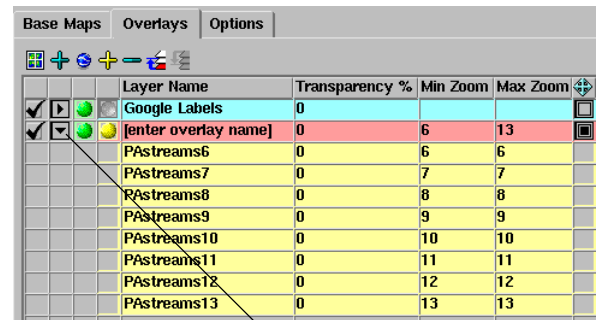 Base Maps Overlays Options
Layer Name Transparency % Min Zoom Max Zoom
Google Labels 0
[enter overlay name] 0 6 13
PAstreams6 0 6 6
PAstreams7 0 7 7
PAstreams8 0 8 8
PAstreams9 0 9 9
PAstreams10 0 10 10
PAstreams11 0 11 11
PAstreams12 0 12 12
PAstreams13 0 13 13